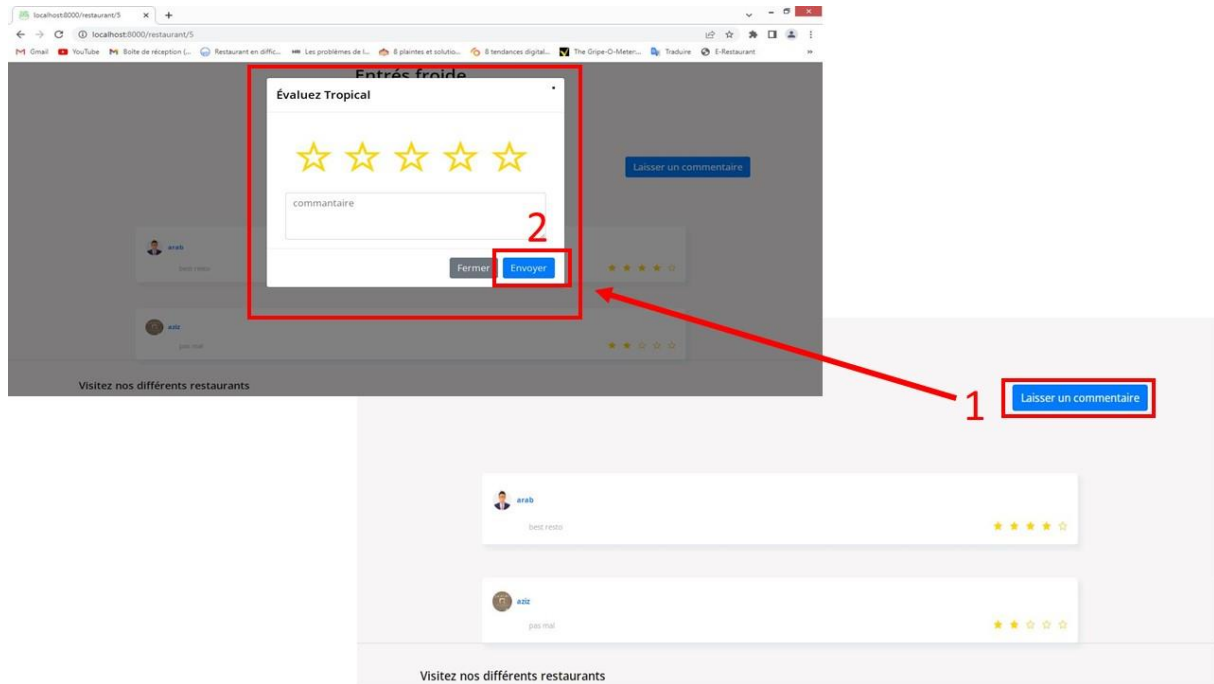 localhost:8000/restaurant/5
localhost:8000/restaurant/5
Gmail YouTube Boîte de réception (... Restaurant en diffic... Les problèmes de l... 8 plaintes et solutio... 8 tendances digital... The Gripe-O-Meter:... Traduire E-Restaurant »
Entrés froide
Évaluez Tropical
Laisser un commentaire
commantaire
2
Fermer Envoyer
arab
best resto
aziz
pas mal
Visitez nos différents restaurants
1
Laisser un commentaire
arab
best resto
aziz
pas mal
Visitez nos différents restaurants